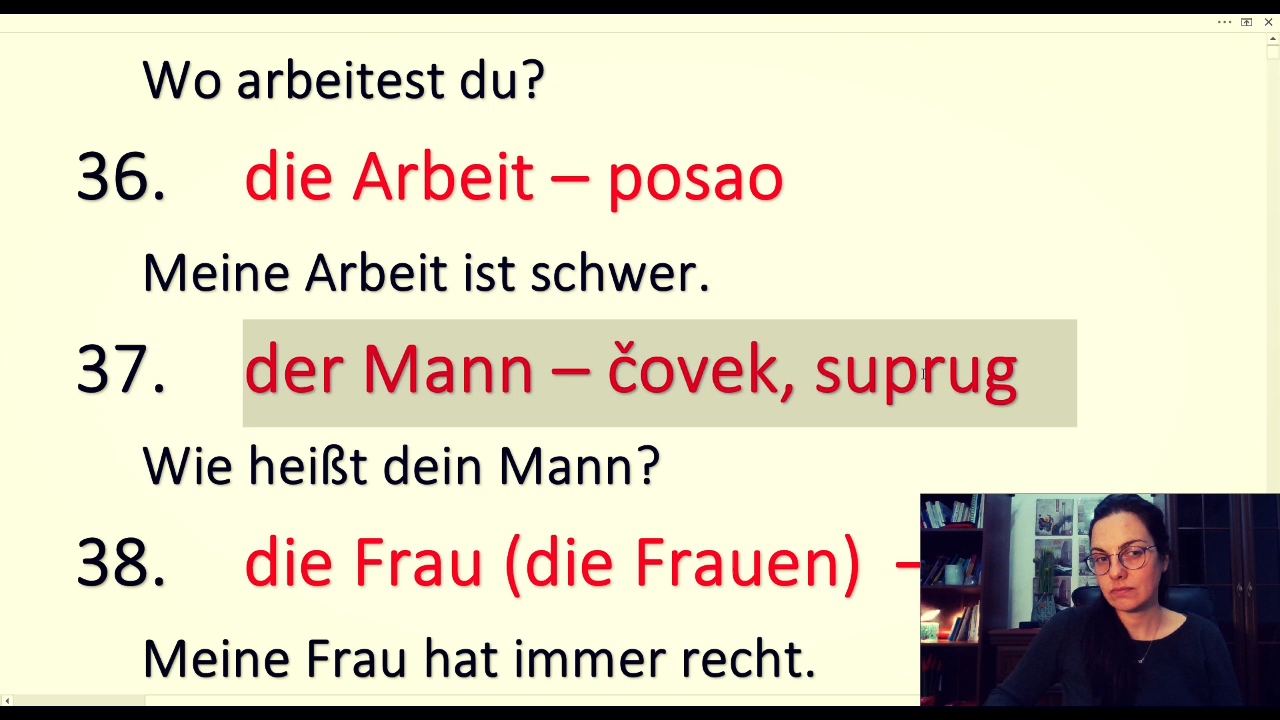 Wo arbeitest du?
36. die Arbeit – posao
Meine Arbeit ist schwer.
37. der Mann – čovek, suprug
Wie heißt dein Mann?
38. die Frau (die Frauen) –
Meine Frau hat immer recht.